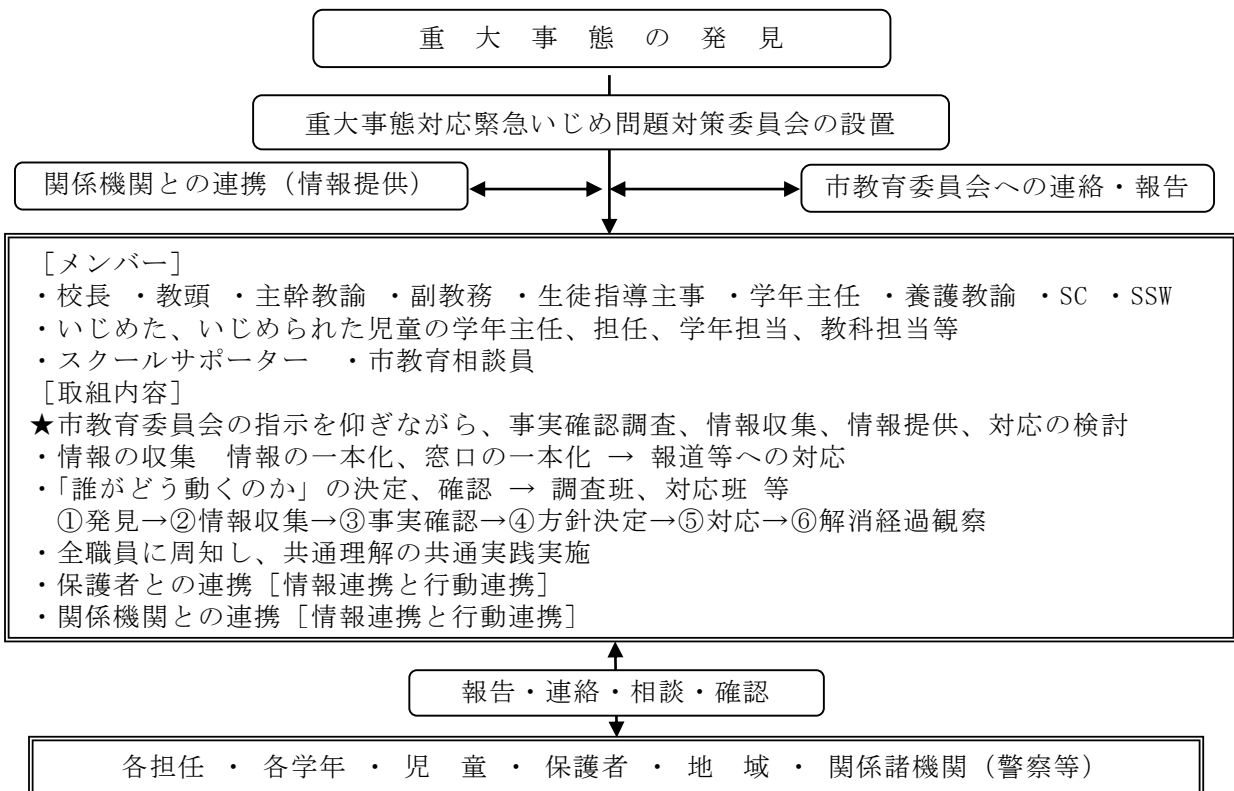 重 大 事 態 の 発 見
重大事態対応緊急いじめ問題対策委員会の設置
関係機関との連携（情報提供）
市教育委員会への連絡・報告
［メンバー］
・校長 ・教頭 ・主幹教諭 ・副教務 ・生徒指導主事 ・学年主任 ・養護教諭 ・SC ・SSW
・いじめた、いじめられた児童の学年主任、担任、学年担当、教科担当等
・スクールサポーター ・市教育相談員
［取組内容］
★市教育委員会の指示を仰ぎながら、事実確認調査、情報収集、情報提供、対応の検討
・情報の収集 情報の一本化、窓口の一本化 → 報道等への対応
・「誰がどう動くのか」の決定、確認 → 調査班、対応班 等
①発見→②情報収集→③事実確認→④方針決定→⑤対応→⑥解消経過観察
・全職員に周知し、共通理解の共通実践実施
・保護者との連携［情報連携と行動連携］
・関係機関との連携［情報連携と行動連携］
報告・連絡・相談・確認
各担任 ・ 各学年 ・ 児 童 ・ 保護者 ・ 地 域 ・ 関係諸機関（警察等）